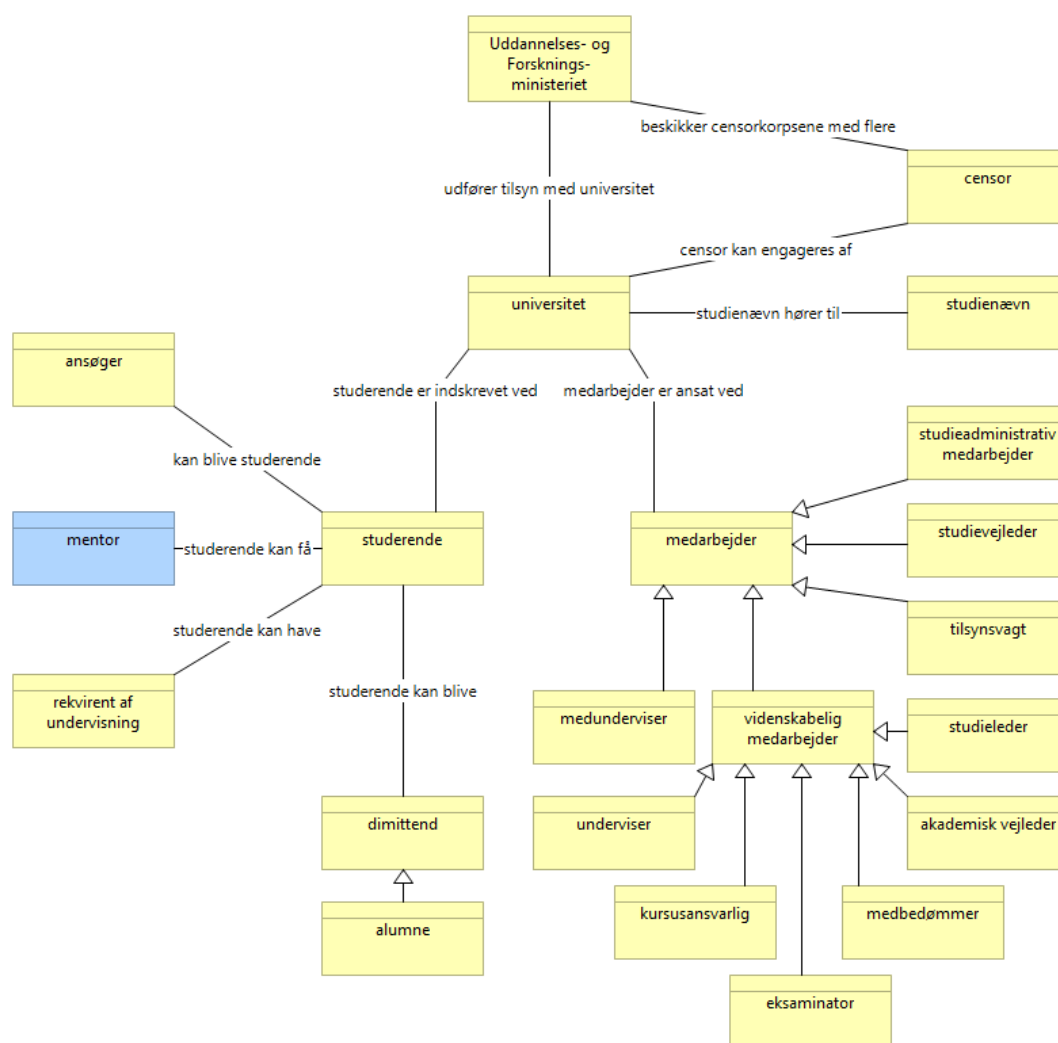 Uddannelses- og
Forsknings-
ministeriet
beskikker censorkorpsene med flere
censor
udfører tilsyn med universitet
censor kan engageres af
universitet
studienævn hører til
studienævn
ansøger
studerende er indskrevet ved
medarbejder er ansat ved
studieadministrativ
medarbejder
kan blive studerende
mentor
studerende kan få
studerende
medarbejder
studievejleder
studerende kan have
tilsynsvagt
rekvirent af
undervisning
studerende kan blive
medunderviser
videnskabelig
medarbejder
studieleder
dimittend
underviser
akademisk vejleder
alumne
kursusansvarlig
medbedømmer
eksaminator